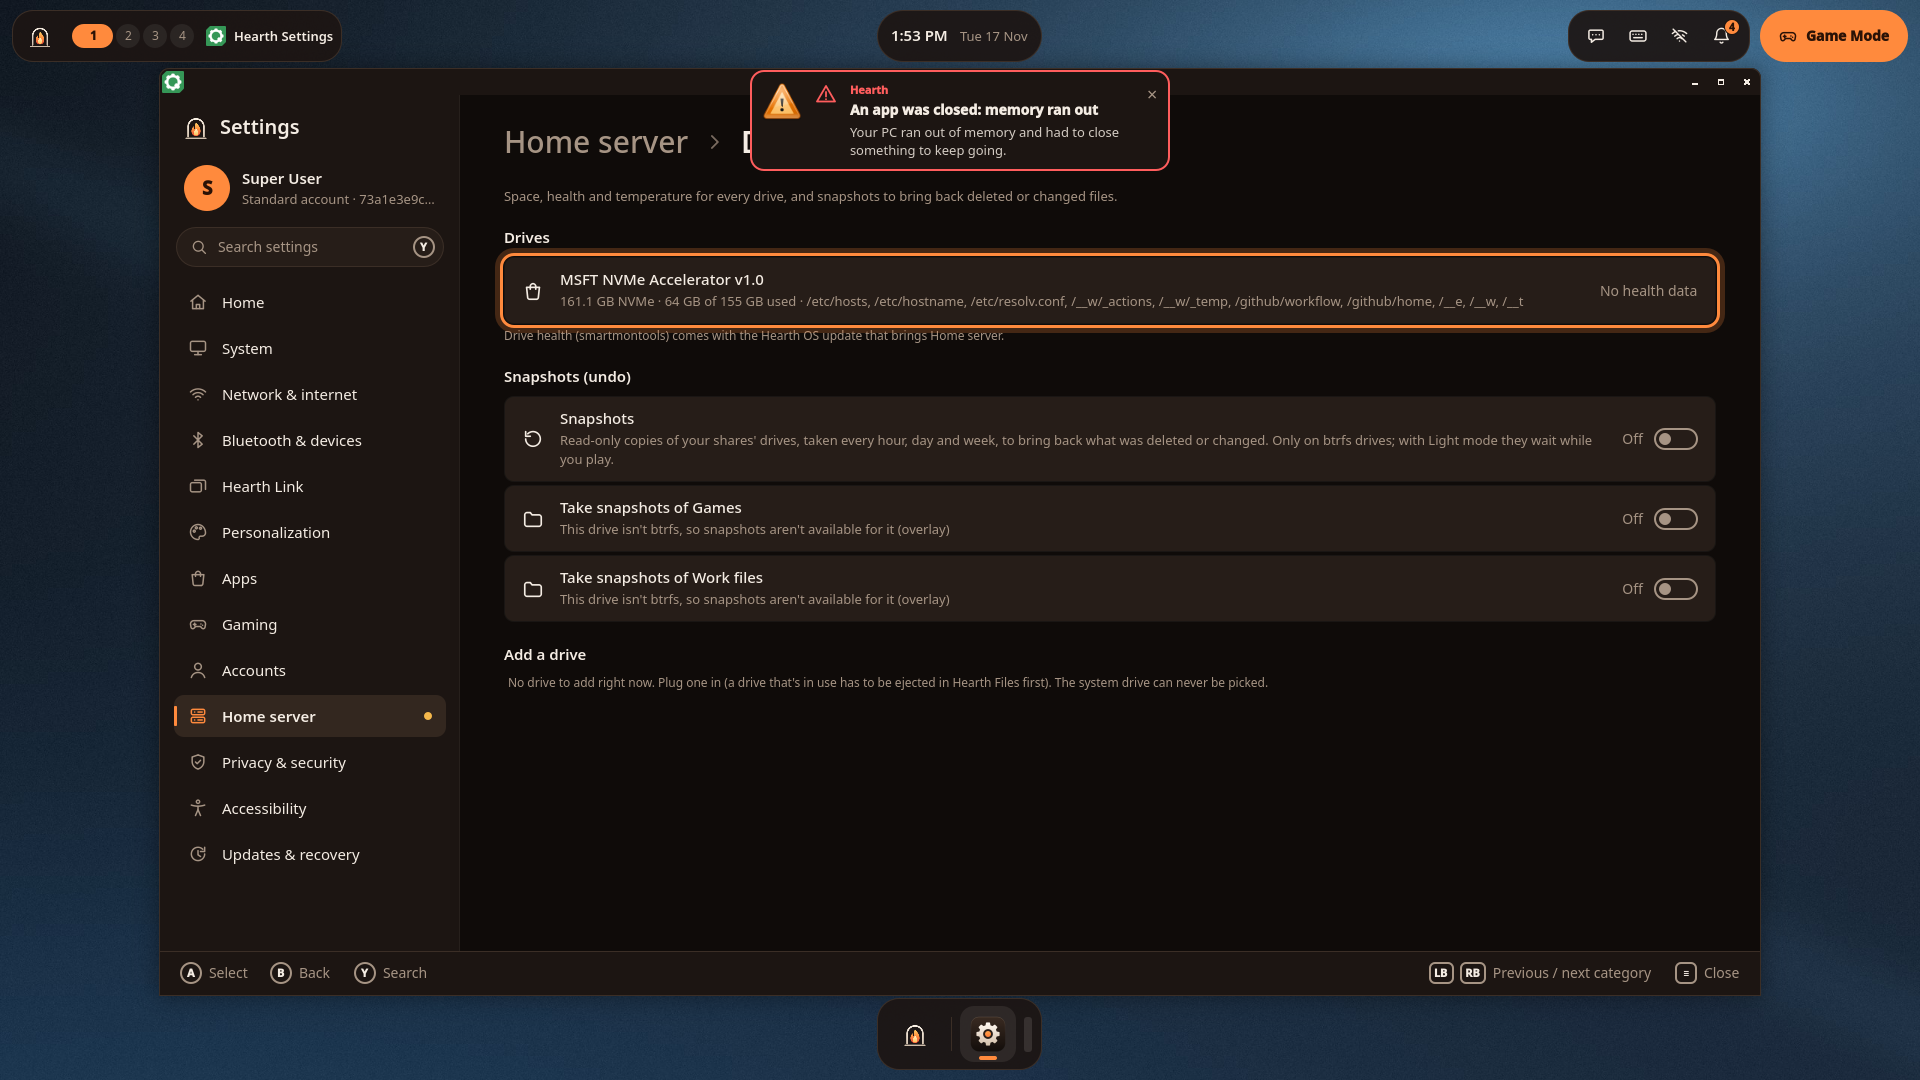 1
2
3
4
Hearth Settings
1:53 PM Tue 17 Nov
4
Game Mode
Hearth
An app was closed: memory ran out
Your PC ran out of memory and had to close
something to keep going.
Settings
S
Super User
Standard account · 73a1e3e9c...
Search settings
Y
Home
System
Network & internet
Bluetooth & devices
Hearth Link
Personalization
Apps
Gaming
Accounts
Home server
Privacy & security
Accessibility
Updates & recovery
Home server
Space, health and temperature for every drive, and snapshots to bring back deleted or changed files.
Drives
MSFT NVMe Accelerator v1.0
161.1 GB NVMe · 64 GB of 155 GB used · /etc/hosts, /etc/hostname, /etc/resolv.conf, /__w/_actions, /__w/_temp, /github/workflow, /github/home, /__e, /__w, /__t
No health data
Drive health (smartmontools) comes with the Hearth OS update that brings Home server.
Snapshots (undo)
Snapshots
Read-only copies of your shares' drives, taken every hour, day and week, to bring back what was deleted or changed. Only on btrfs drives; with Light mode they wait while
you play.
Off
Take snapshots of Games
This drive isn't btrfs, so snapshots aren't available for it (overlay)
Off
Take snapshots of Work files
This drive isn't btrfs, so snapshots aren't available for it (overlay)
Off
Add a drive
No drive to add right now. Plug one in (a drive that's in use has to be ejected in Hearth Files first). The system drive can never be picked.
A Select
B Back
Y Search
LB RB Previous / next category
Close